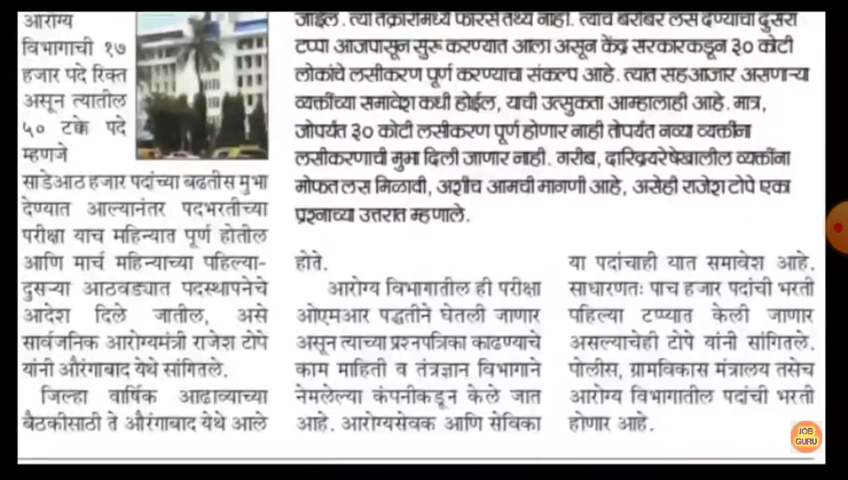 आरोग्य
विभागाची १७
हजार पदे रिक्त
असून त्यातील
५० टक्के पदे
म्हणजे
साडेआठ हजार पदांच्या बढतीस मुभा
देण्यात आल्यानंतर पदभरतीच्या
परीक्षा याच महिन्यात पूर्ण होतील
आणि मार्च महिन्याच्या पहिल्या-
दुसऱ्या आठवड्यात पदस्थापनेचे
आदेश दिले जातील, असे
सार्वजनिक आरोग्यमंत्री राजेश टोपे
यांनी औरंगाबाद येथे सांगितले.
जिल्हा वार्षिक आढाव्याच्या
बैठकीसाठी ते औरंगाबाद येथे आले
जाईल. त्या तक्रारींमध्ये फारसे तथ्य नाही. त्याच बरोबर लस देण्याचा दुसरा
टप्पा आजपासून सुरू करण्यात आला असून केंद्र सरकारकडून ३० कोटी
लोकांचे लसीकरण पूर्ण करण्याचा संकल्प आहे. त्यात सहआजार असणाऱ्या
व्यक्तींच्या समावेश कधी होईल, याची उत्सुकता आम्हालाही आहे. मात्र,
जोपर्यंत ३० कोटी लसीकरण पूर्ण होणार नाही तोपर्यंत नव्या व्यक्तींना
लसीकरणाची मुभा दिली जाणार नाही. गरीब, दारिद्र्यरेषेखालील व्यक्तींना
मोफत लस मिळावी, अशीच आमची मागणी आहे, असेही राजेश टोपे एका
प्रश्नाच्या उत्तरात म्हणाले.
होते.
आरोग्य विभागातील ही परीक्षा
ओएमआर पद्धतीने घेतली जाणार
असून त्याच्या प्रश्नपत्रिका काढण्याचे
काम माहिती व तंत्रज्ञान विभागाने
नेमलेल्या कंपनीकडून केले जात
आहे. आरोग्यसेवक आणि सेविका
या पदांचाही यात समावेश आहे.
साधारणतः पाच हजार पदांची भरती
पहिल्या टप्प्यात केली जाणार
असल्याचेही टोपे यांनी सांगितले.
पोलीस, ग्रामविकास मंत्रालय तसेच
आरोग्य विभागातील पदांची भरती
होणार आहे.
JOB
GURU